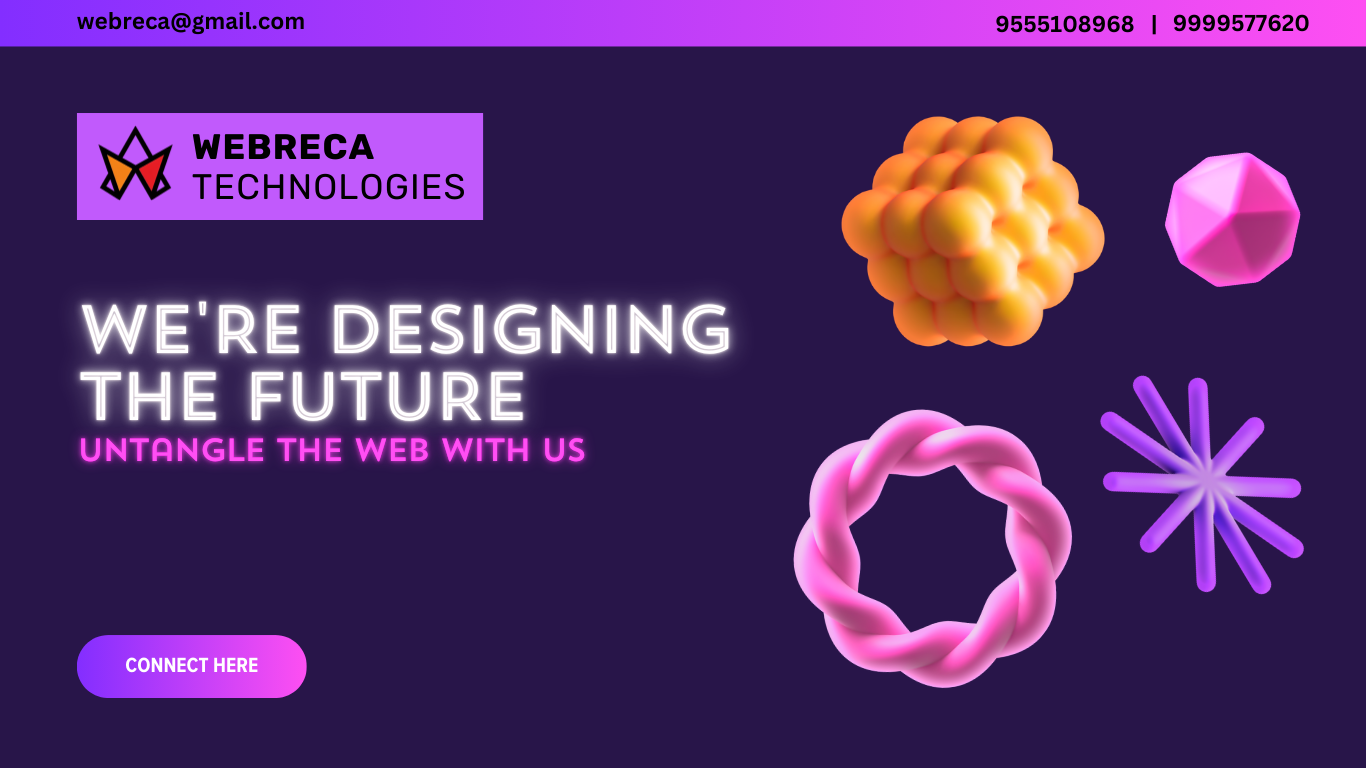 webreca@gmail.com
9555108968 | 9999577620
WEBRECA
TECHNOLOGIES
WE'RE DESIGNING
THE FUTURE
UNTANGLE THE WEB WITH US
CONNECT HERE